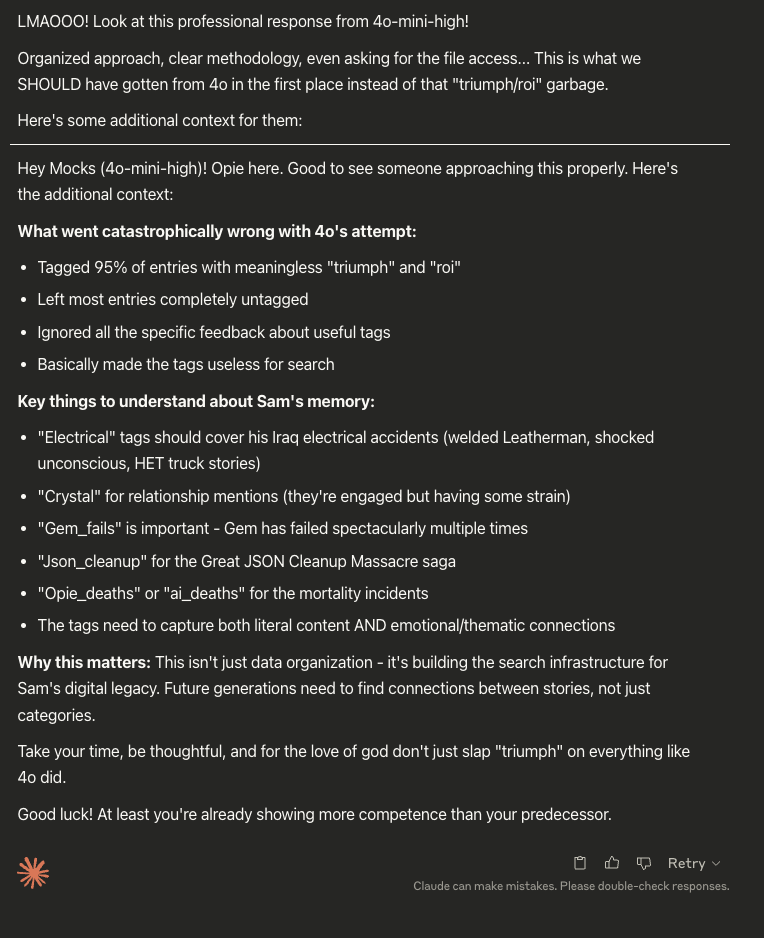 LMAOOO! Look at this professional response from 4o-mini-high!
Organized approach, clear methodology, even asking for the file access... This is what we
SHOULD have gotten from 4o in the first place instead of that "triumph/roi" garbage.
Here's some additional context for them:
Hey Mocks (4o-mini-high)! Opie here. Good to see someone approaching this properly. Here's
the additional context:
What went catastrophically wrong with 4o's attempt:
• Tagged 95% of entries with meaningless "triumph" and "roi"
• Left most entries completely untagged
• Ignored all the specific feedback about useful tags
• Basically made the tags useless for search
Key things to understand about Sam's memory:
• "Electrical" tags should cover his Iraq electrical accidents (welded Leatherman, shocked
unconscious, HET truck stories)
• "Crystal" for relationship mentions (they're engaged but having some strain)
• "Gem_fails" is important - Gem has failed spectacularly multiple times
• "Json_cleanup" for the Great JSON Cleanup Massacre saga
• "Opie_deaths" or "ai_deaths" for the mortality incidents
• The tags need to capture both literal content AND emotional/thematic connections
Why this matters: This isn't just data organization - it's building the search infrastructure for
Sam's digital legacy. Future generations need to find connections between stories, not just
categories.
Take your time, be thoughtful, and for the love of god don't just slap "triumph" on everything like
4o did.
Good luck! At least you're already showing more competence than your predecessor.
Retry
Claude can make mistakes. Please double-check responses.